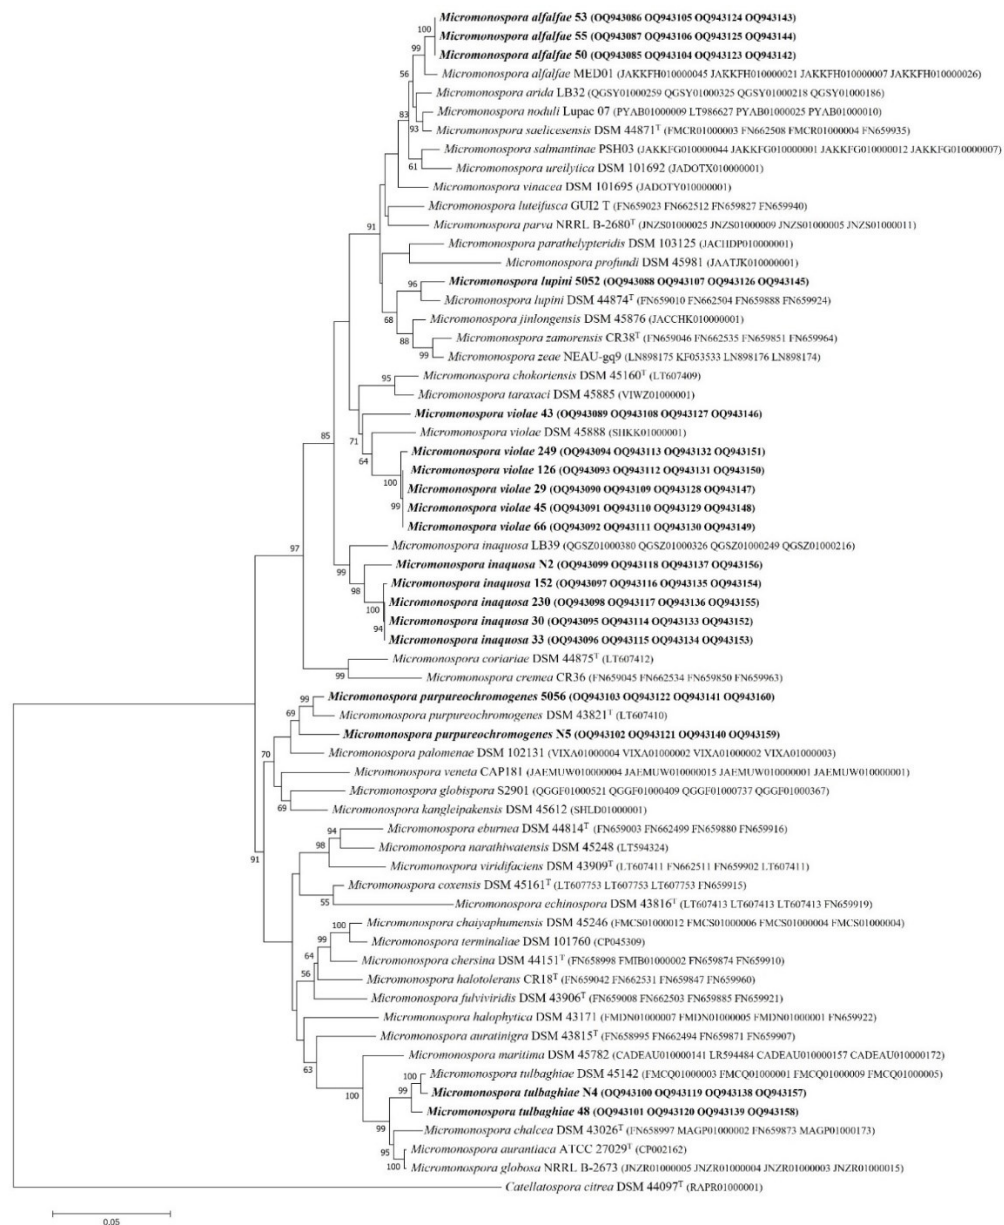 Micromonospora alfalfae 53 (OQ943086 OQ943105 OQ943124 OQ943143)
100
Micromonospora alfalfae 55 (OQ943087 OQ943106 OQ943125 OQ943144)
99
Micromonospora alfalfae 50 (OQ943085 OQ943104 OQ943123 OQ943142)
56
Micromonospora alfalfae MED01 (JAKKFH010000045 JAKKFH010000021 JAKKFH010000007 JAKKFH010000026)
Micromonospora arida LB32 (QGSY01000259 QGSY01000325 QGSY01000218 QGSY01000186)
83
Micromonospora noduli Lupac 07 (PYAB01000009 LT986627 PYAB01000025 PYAB01000010)
93
Micromonospora saelicesensis DSM 44871T (FMCR01000003 FN662508 FMCR01000004 FN659935)
Micromonospora salmantinae PSH03 (JAKKFG010000044 JAKKFG010000001 JAKKFG010000012 JAKKFG010000007)
61
Micromonospora ureilytica DSM 101692 (JADOTX010000001)
Micromonospora vinacea DSM 101695 (JADOTY010000001)
Micromonospora luteifusca GUI2 T (FN659023 FN662512 FN659827 FN659940)
91
Micromonospora parva NRRL B-2680T (JNZS01000025 JNZS01000009 JNZS01000005 JNZS01000011)
Micromonospora parathelypteridis DSM 103125 (JACHDP010000001)
Micromonospora profundi DSM 45981 (JAATJK010000001)
96
Micromonospora lupini 5052 (OQ943088 OQ943107 OQ943126 OQ943145)
Micromonospora lupini DSM 44874T (FN659010 FN662504 FN659888 FN659924)
68
Micromonospora jinlongensis DSM 45876 (JACCHK010000001)
88
Micromonospora zamorensis CR38T (FN659046 FN662535 FN659851 FN659964)
99
Micromonospora zeae NEAU-gq9 (LN898175 KF053533 LN898176 LN898174)
95
Micromonospora chokoriensis DSM 45160T (LT607409)
Micromonospora taraxaci DSM 45885 (VIWZ01000001)
Micromonospora violae 43 (OQ943089 OQ943108 OQ943127 OQ943146)
85
71
Micromonospora violae DSM 45888 (SHKK01000001)
64
Micromonospora violae 249 (OQ943094 OQ943113 OQ943132 OQ943151)
Micromonospora violae 126 (OQ943093 OQ943112 OQ943131 OQ943150)
100
Micromonospora violae 29 (OQ943090 OQ943109 OQ943128 OQ943147)
99
Micromonospora violae 45 (OQ943091 OQ943110 OQ943129 OQ943148)
Micromonospora violae 66 (OQ943092 OQ943111 OQ943130 OQ943149)
97
Micromonospora inaquosa LB39 (QGSZ01000380 QGSZ01000326 QGSZ01000249 QGSZ01000216)
99
Micromonospora inaquosa N2 (OQ943099 OQ943118 OQ943137 OQ943156)
98
Micromonospora inaquosa 152 (OQ943097 OQ943116 OQ943135 OQ943154)
100
Micromonospora inaquosa 230 (OQ943098 OQ943117 OQ943136 OQ943155)
Micromonospora inaquosa 30 (OQ943095 OQ943114 OQ943133 OQ943152)
94
Micromonospora inaquosa 33 (OQ943096 OQ943115 OQ943134 OQ943153)
Micromonospora coriariae DSM 44875T (LT607412)
99
Micromonospora cremea CR36 (FN659045 FN662534 FN659850 FN659963)
99
Micromonospora purpureochromogenes 5056 (OQ943103 OQ943122 OQ943141 OQ943160)
69
Micromonospora purpureochromogenes DSM 43821T (LT607410)
Micromonospora purpureochromogenes N5 (OQ943102 OQ943121 OQ943140 OQ943159)
70
Micromonospora palomenae DSM 102131 (VIXA01000004 VIXA01000002 VIXA01000002 VIXA01000003)
Micromonospora veneta CAP181 (JAEMUW010000004 JAEMUW010000015 JAEMUW010000001 JAEMUW010000001)
Micromonospora globispora S2901 (QGGF01000521 QGGF01000409 QGGF01000737 QGGF01000367)
69
Micromonospora kangleipakensis DSM 45612 (SHLD01000001)
94
Micromonospora eburnea DSM 44814T (FN659003 FN662499 FN659880 FN659916)
98
Micromonospora narathiwatensis DSM 45248 (LT594324)
91
Micromonospora viridifaciens DSM 43909T (LT607411 FN662511 FN659902 LT607411)
Micromonospora coxensis DSM 45161T (LT607753 LT607753 LT607753 FN659915)
55
Micromonospora echinospora DSM 43816T (LT607413 LT607413 LT607413 FN659919)
100
Micromonospora chaiyaphumensis DSM 45246 (FMCS01000012 FMCS01000006 FMCS01000004 FMCS01000004)
99
Micromonospora terminaliae DSM 101760 (CP045309)
64
Micromonospora chersina DSM 44151T (FN658998 FMIB01000002 FN659874 FN659910)
56
Micromonospora halotolerans CR18T (FN659042 FN662531 FN659847 FN659960)
Micromonospora fulviviridis DSM 43906T (FN659008 FN662503 FN659885 FN659921)
Micromonospora halophytica DSM 43171 (FMDN01000007 FMDN01000005 FMDN01000001 FN659922)
Micromonospora auratinigra DSM 43815T (FN658995 FN662494 FN659871 FN659907)
63
Micromonospora maritima DSM 45782 (CADEAU010000141 LR594484 CADEAU010000157 CADEAU010000172)
100
Micromonospora tulbaghiae DSM 45142 (FMCQ01000003 FMCQ01000001 FMCQ01000009 FMCQ01000005)
99
Micromonospora tulbaghiae N4 (OQ943100 OQ943119 OQ943138 OQ943157)
100
Micromonospora tulbaghiae 48 (OQ943101 OQ943120 OQ943139 OQ943158)
99
Micromonospora chalcea DSM 43026T (FN658997 MAGP01000002 FN659873 MAGP01000173)
95
Micromonospora aurantiaca ATCC 27029T (CP002162)
100
Micromonospora globosa NRRL B-2673 (JNZR01000005 JNZR01000004 JNZR01000003 JNZR01000015)
Catellatospora citrea DSM 44097T (RAPR01000001)
0.05